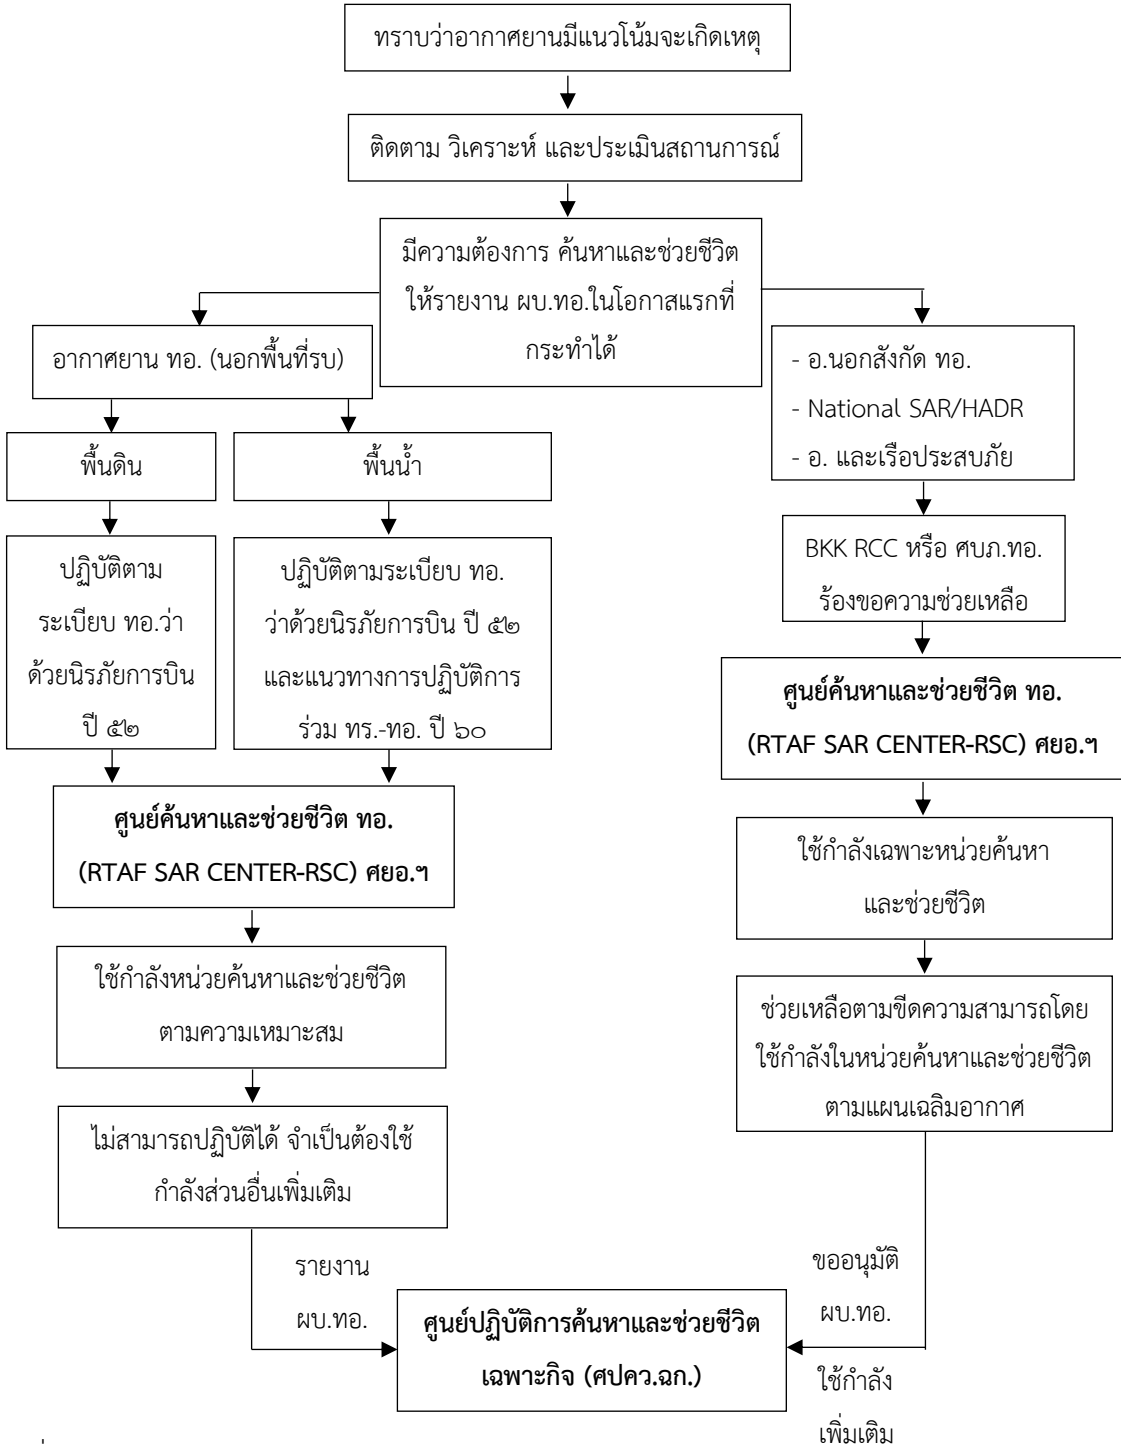 ทราบว่าอากาศยานมีแนวโน้มจะเกิดเหตุ
ติดตาม วิเคราะห์ และประเมินสถานการณ์
มีความต้องการ ค้นหาและช่วยชีวิต
ให้รายงาน ผบ.ทอ.ในโอกาสแรกที่
กระทำได้
อากาศยาน ทอ. (นอกพื้นที่รบ)
พื้นดิน
พื้นน้ำ
ปฏิบัติตาม
ระเบียบ ทอ.ว่า
ด้วยนิรภัยการบิน
ปี ๕๒
ปฏิบัติตามระเบียบ ทอ.
ว่าด้วยนิรภัยการบิน ปี ๕๒
และแนวทางการปฏิบัติการ
ร่วม ทร.-ทอ. ปี ๖๐
ศูนย์ค้นหาและช่วยชีวิต ทอ.
(RTAF SAR CENTER-RSC) ศยอ.ฯ
ใช้กำลังหน่วยค้นหาและช่วยชีวิต
ตามความเหมาะสม
ไม่สามารถปฏิบัติได้ จำเป็นต้องใช้
กำลังส่วนอื่นเพิ่มเติม
รายงาน
ผบ.ทอ.
- อ.นอกสังกัด ทอ.
- National SAR/HADR
- อ. และเรือประสบภัย
BKK RCC หรือ ศบภ.ทอ.
ร้องขอความช่วยเหลือ
ศูนย์ค้นหาและช่วยชีวิต ทอ.
(RTAF SAR CENTER-RSC) ศยอ.ฯ
ใช้กำลังเฉพาะหน่วยค้นหา
และช่วยชีวิต
ช่วยเหลือตามขีดความสามารถโดย
ใช้กำลังในหน่วยค้นหาและช่วยชีวิต
ตามแผนเฉลิมอากาศ
ขออนุมัติ
ผบ.ทอ.
ใช้กำลัง
เพิ่มเติม
ศูนย์ปฏิบัติการค้นหาและช่วยชีวิต
เฉพาะกิจ (ศปคว.ฉก.)